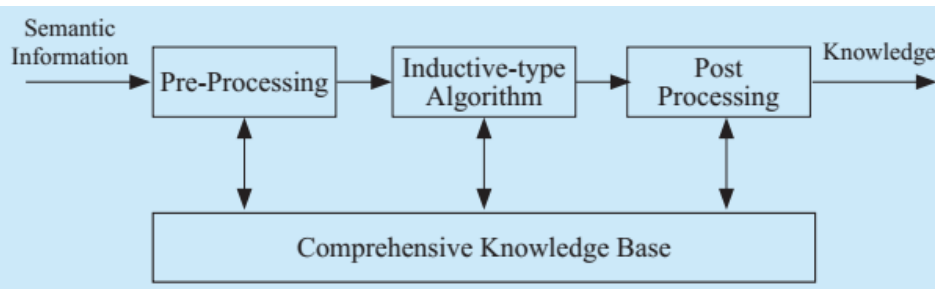 Semantic
Information
Pre-Processing
Inductive-type
Algorithm
Post
Processing
Knowledge
Comprehensive Knowledge Base